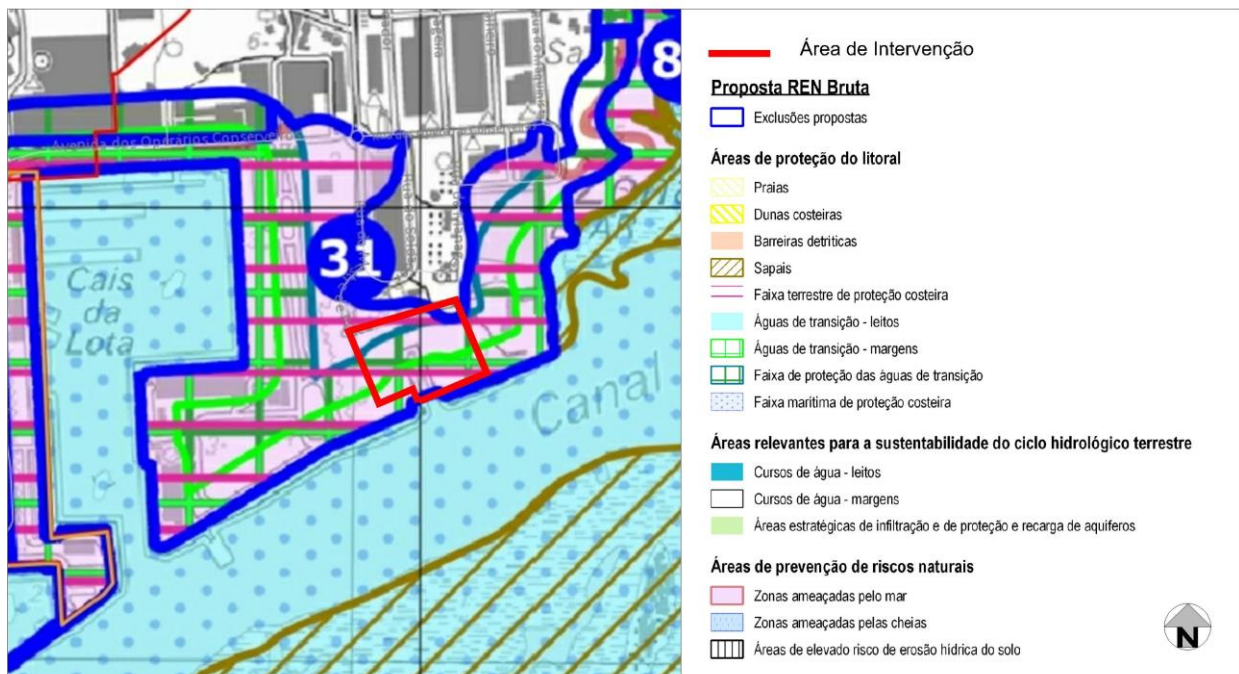 Avenida dos Operários Conserveiro
31
8
Cais
da
Lota
Canal
Área de Intervenção
Proposta REN Bruta
Exclusões propostas
Áreas de proteção do litoral
Praias
Dunas costeiras
Barreiras detríticas
Sapais
Faixa terrestre de proteção costeira
Águas de transição - leitos
Águas de transição - margens
Faixa de proteção das águas de transição
Faixa marítima de proteção costeira
Áreas relevantes para a sustentabilidade do ciclo hidrológico terrestre
Cursos de água - leitos
Cursos de água - margens
Áreas estratégicas de infiltração e de proteção e recarga de aquíferos
Áreas de prevenção de riscos naturais
Zonas ameaçadas pelo mar
Zonas ameaçadas pelas cheias
Áreas de elevado risco de erosão hídrica do solo
N